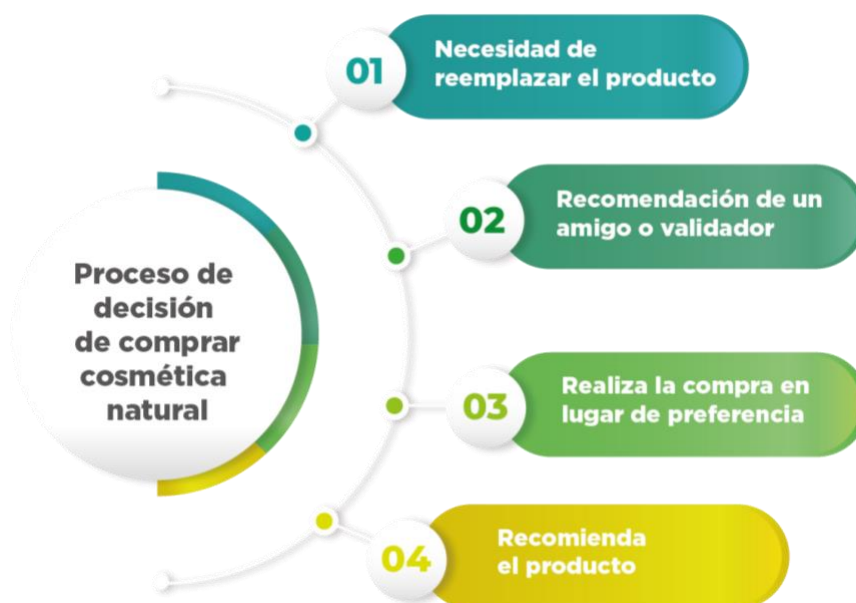 Proceso de
decisión
de comprar
cosmética
natural
01
Necesidad de
reemplazar el producto
02
Recomendación de un
amigo o validador
03
Realiza la compra en
lugar de preferencia
04
Recomienda
el producto